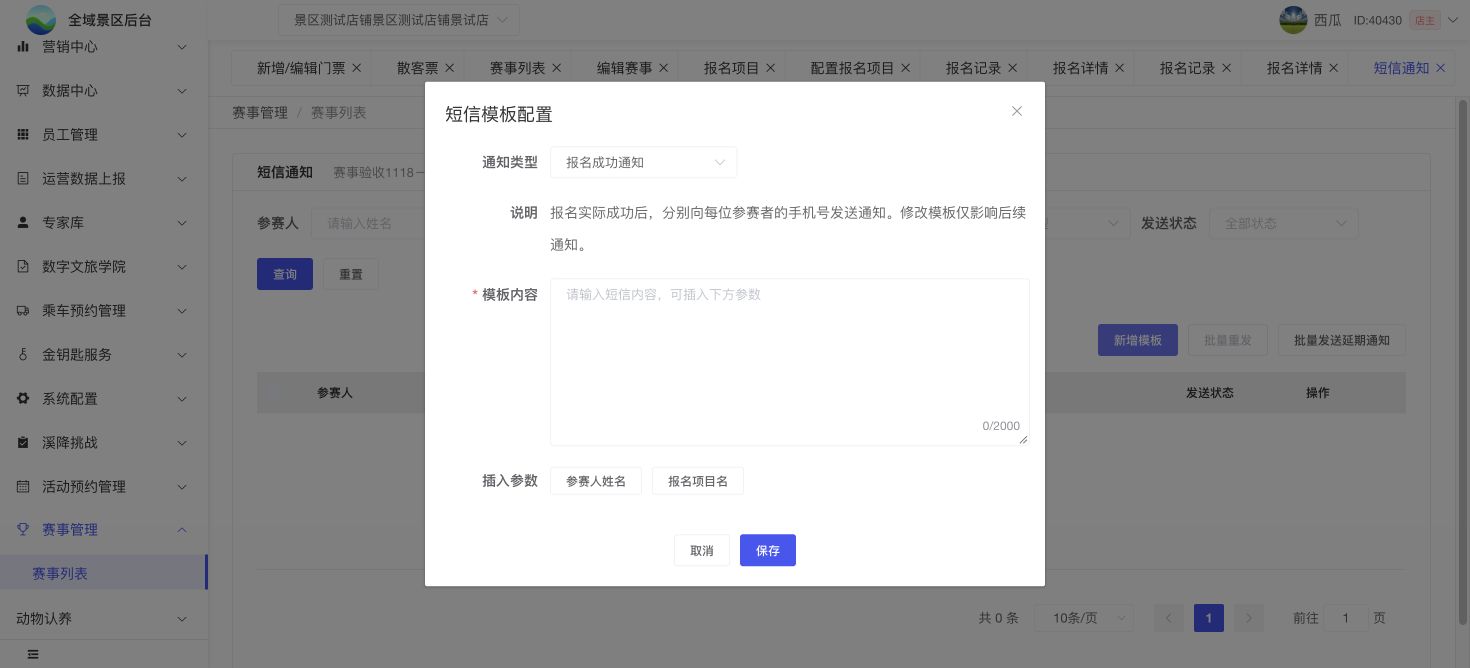 全域景区后台
景区测试店铺景区测试店铺景试店
西瓜 ID:40430 店主
营销中心
数据中心
员工管理
运营数据上报
专家库
数字文旅学院
乘车预约管理
金钥匙服务
系统配置
溪降挑战
活动预约管理
赛事管理
赛事列表
动物认养
新增/编辑门票 散客票 赛事列表 编辑赛事 报名项目 配置报名项目 报名记录 报名详情 报名记录 报名详情 短信通知
赛事管理 / 赛事列表
短信通知 赛事验收1118一
参赛人 请输入姓名
发送状态 全部状态
查询 重置
新增模板 批量重发 批量发送延期通知
参赛人 发送状态 操作
共 0 条 10条/页 1 前往 1 页
短信模板配置
通知类型 报名成功通知
说明 报名实际成功后，分别向每位参赛者的手机号发送通知。修改模板仅影响后续
通知。
* 模板内容 请输入短信内容，可插入下方参数
0/2000
插入参数 参赛人姓名 报名项目名
取消 保存